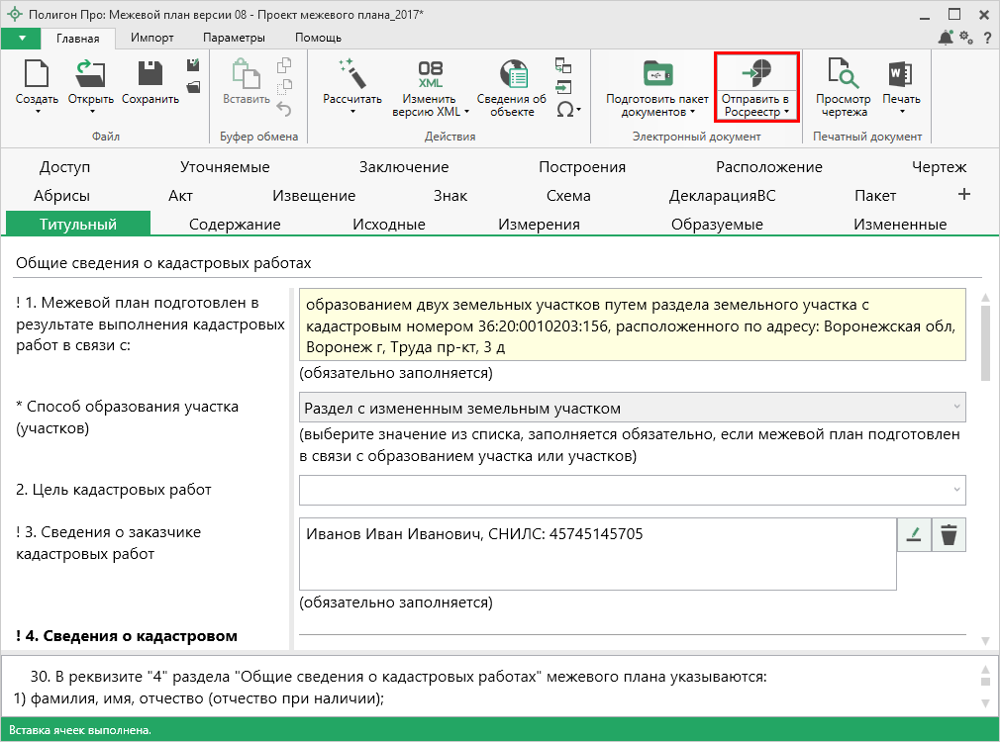 Полигон Про: Межевой план версии 08 - Проект межевого плана_2017*
Главная Импорт Параметры Помощь
?
08
XML
Создать Открыть Сохранить Вставить Рассчитать Изменить версию XML Сведения об объекте Подготовить пакет документов Отправить в Росреестр Просмотр чертежа Печать
Файл Буфер обмена Действия Электронный документ Печатный документ
Доступ Уточняемые Заключение Построения Расположение Чертеж
Абрисы Акт Извещение Знак Схема ДекларацияВС Пакет +
Титульный Содержание Исходные Измерения Образуемые Измененные
Общие сведения о кадастровых работах
! 1. Межевой план подготовлен в
результате выполнения кадастровых
работ в связи с:
образованием двух земельных участков путем раздела земельного участка с
кадастровым номером 36:20:0010203:156, расположенного по адресу: Воронежская обл,
Воронеж г, Труда пр-кт, 3 д
(обязательно заполняется)
* Способ образования участка
(участков)
Раздел с измененным земельным участком
(выберите значение из списка, заполняется обязательно, если межевой план подготовлен
в связи с образованием участка или участков)
2. Цель кадастровых работ
! 3. Сведения о заказчике
кадастровых работ
Иванов Иван Иванович, СНИЛС: 45745145705
(обязательно заполняется)
! 4. Сведения о кадастровом
30. В реквизите "4" раздела "Общие сведения о кадастровых работах" межевого плана указываются:
1) фамилия, имя, отчество (отчество при наличии);
Вставка ячеек выполнена.